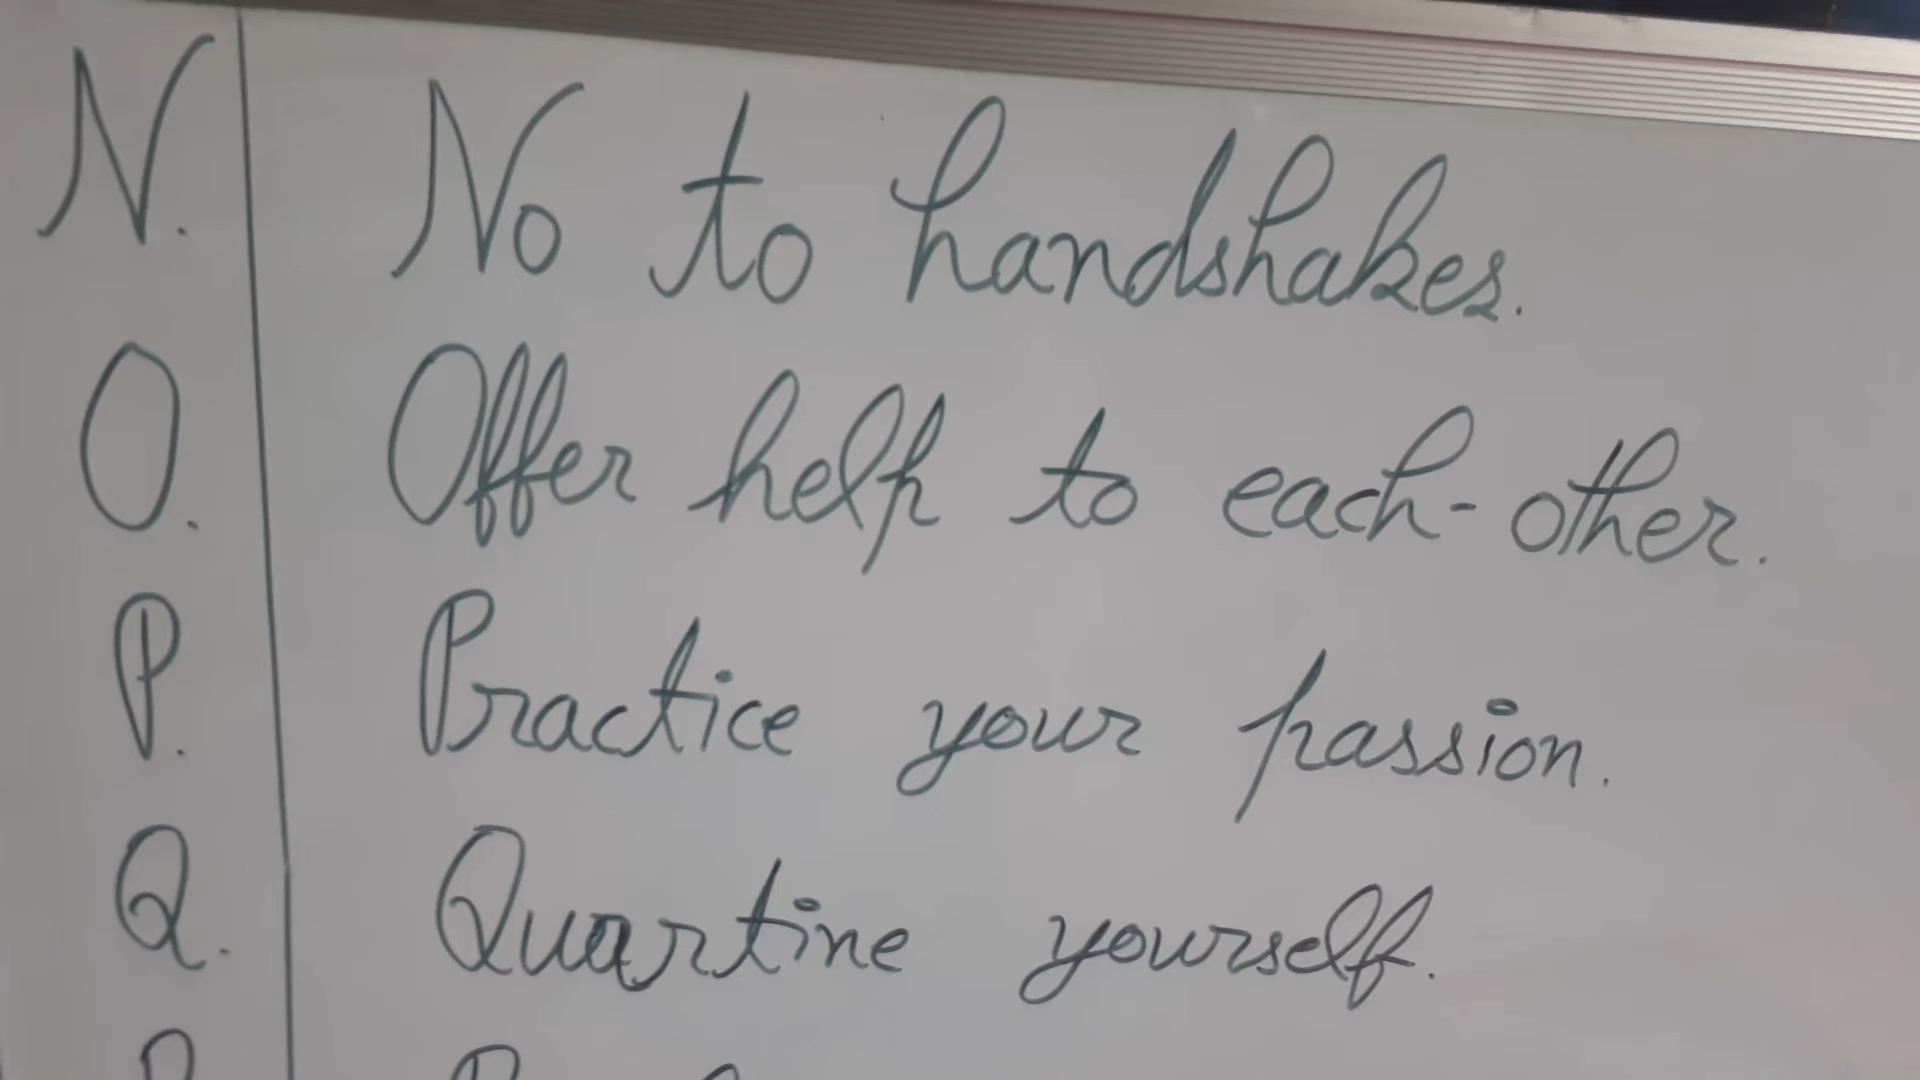 N. No to handshakes.
O. Offer help to each-other.
P. Practice your passion.
Q. Quartine yourself.